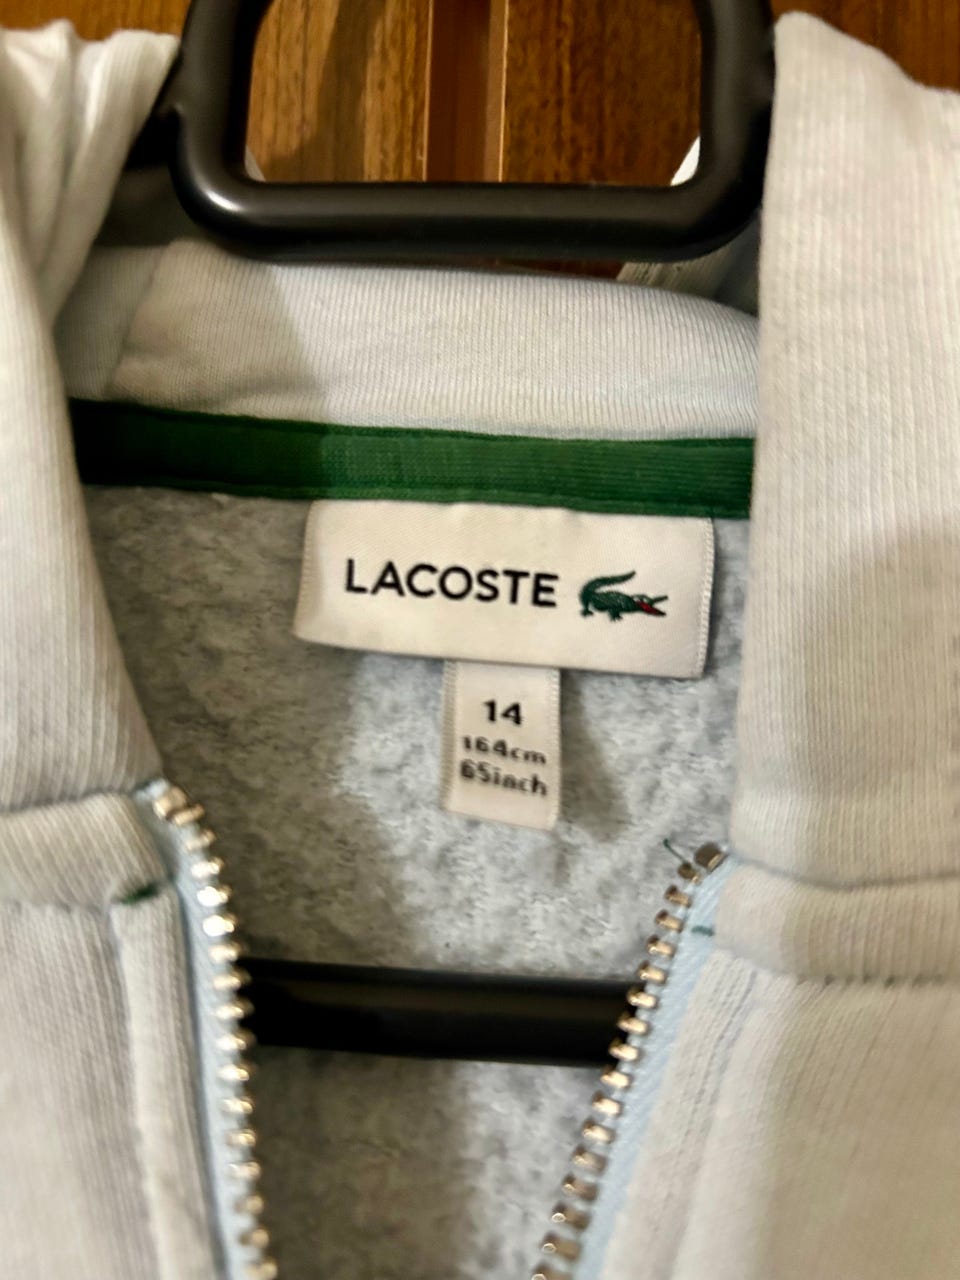 LACOSTE
14
164cm
65inch